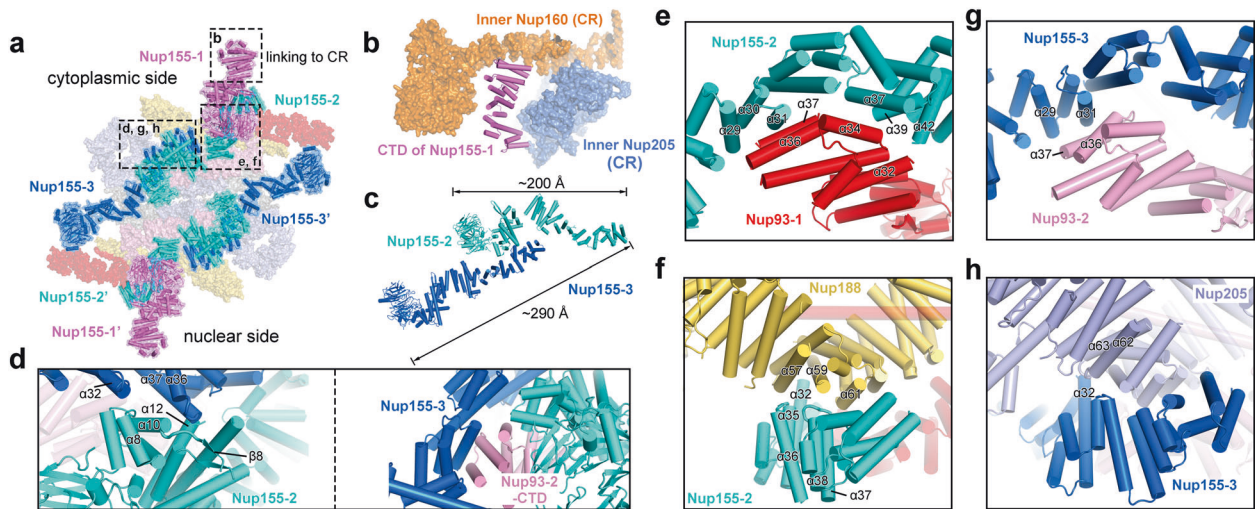 a
b
Nup155-1
linking to CR
cytoplasmic side
Nup155-2
d, g, h
e, f
Nup155-3
Nup155-3’
Nup155-2’
Nup155-1’
nuclear side
b
Inner Nup160 (CR)
CTD of Nup155-1
Inner Nup205
(CR)
c
~200 Å
Nup155-2
Nup155-3
~290 Å
d
α32
α37
α36
α12
α10
α8
β8
Nup155-2
Nup155-3
Nup93-2
-CTD
e
Nup155-2
α30
α37
α37
α29
α31
α34
α39
α42
α36
α32
Nup93-1
f
Nup188
α57
α59
α32
α61
α35
α36
α38
α37
Nup155-2
g
Nup155-3
α29
α31
α37
α36
Nup93-2
h
Nup205
α63
α62
α32
Nup155-3